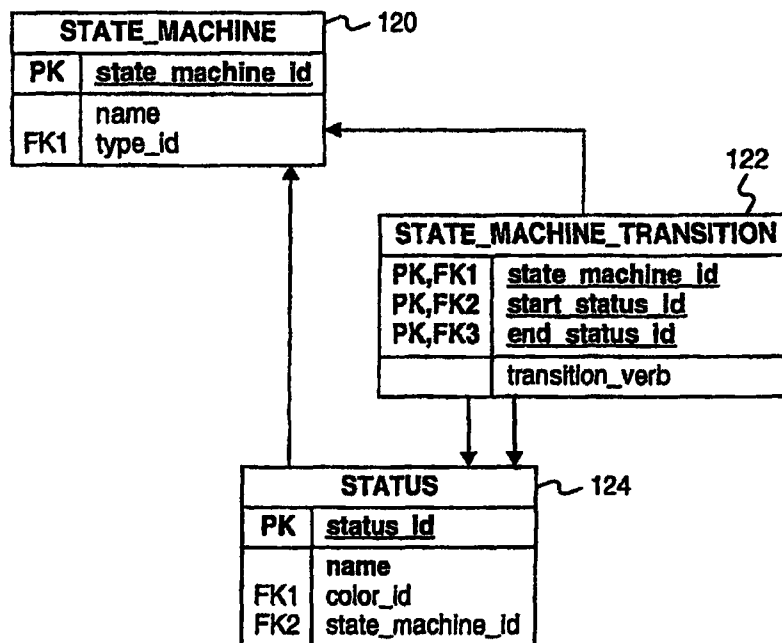 STATE_MACHINE
120
PK state_machine_id
name
FK1 type_id
122
STATE_MACHINE_TRANSITION
PK,FK1 state_machine_id
PK,FK2 start_status_id
PK,FK3 end_status_id
transition_verb
STATUS
124
PK status_id
name
FK1 color_id
FK2 state_machine_id